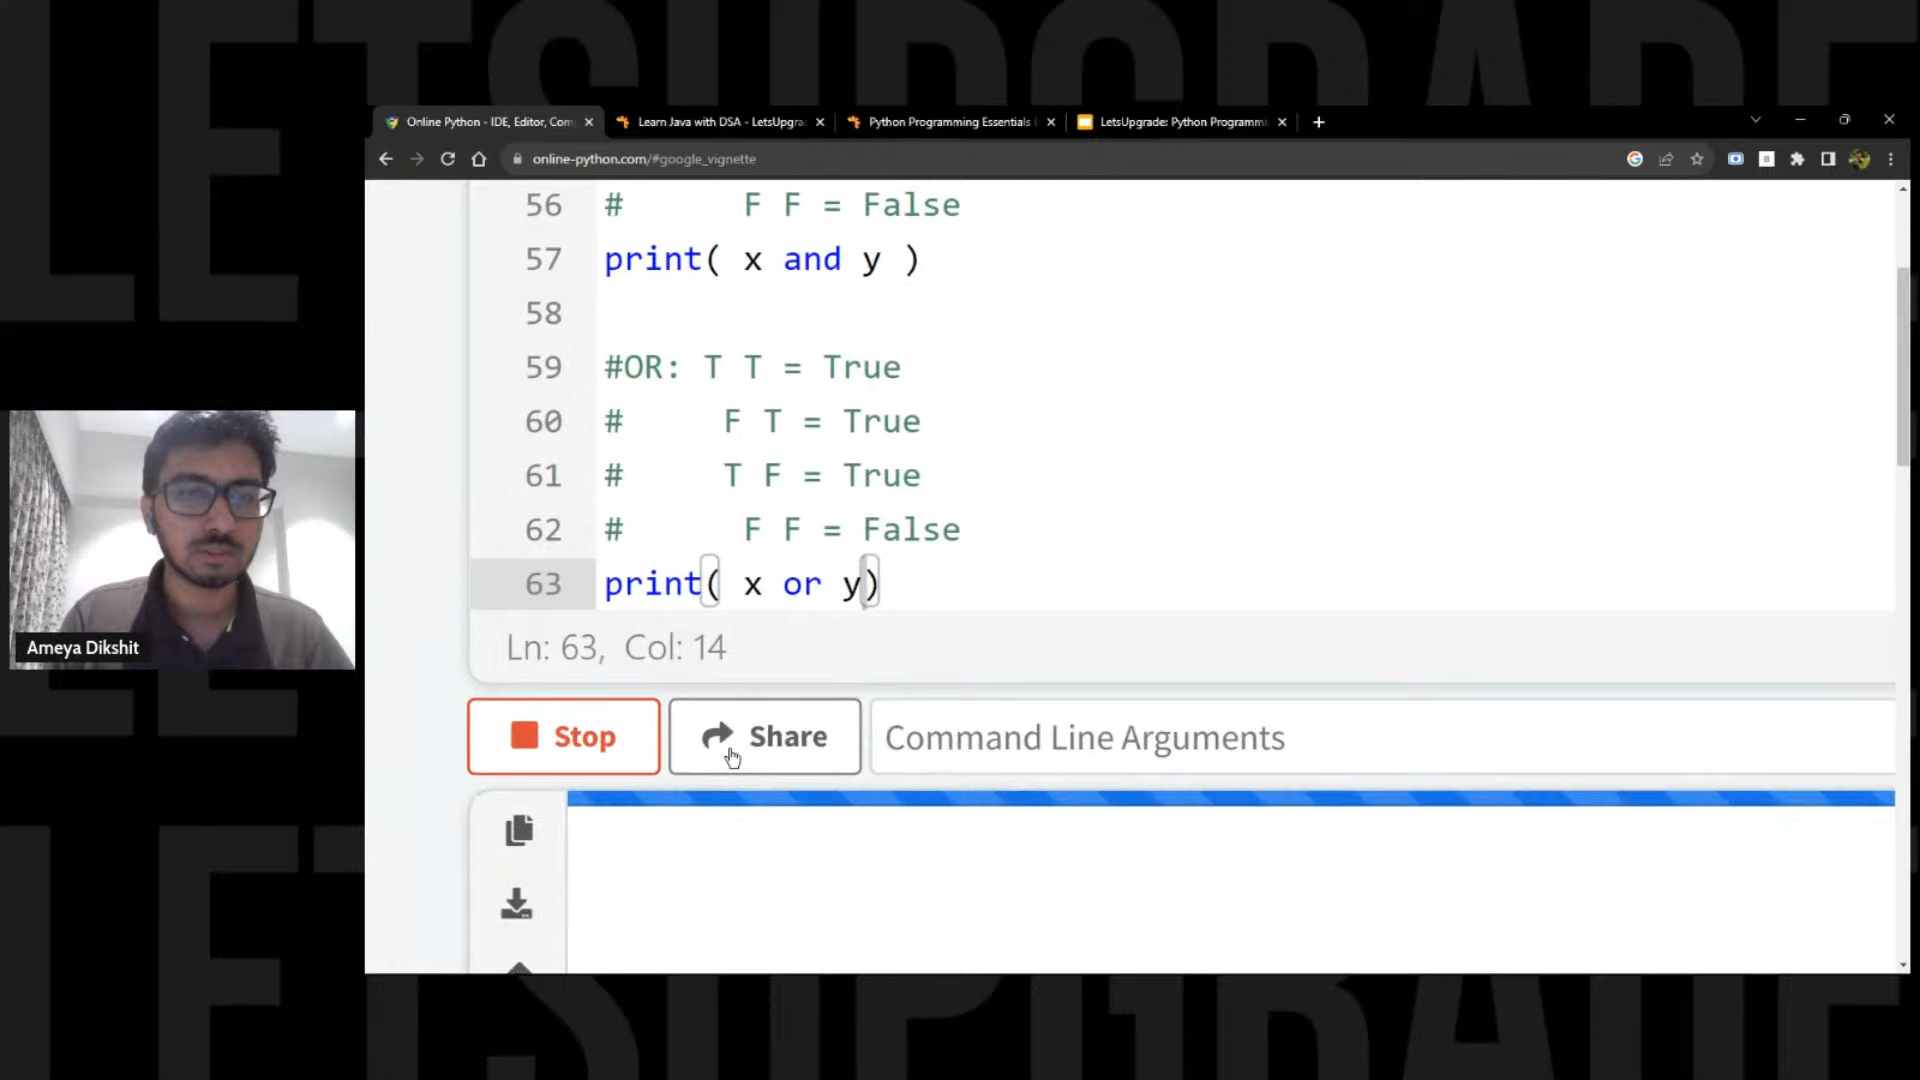 LETSUPGRADE
Online Python - IDE, Editor, Com
Learn Java with DSA - LetsUpgra
Python Programming Essentials
LetsUpgrade: Python Programmi
online-python.com/#google_vignette
56 # F F = False
57 print( x and y )
58
59 #OR: T T = True
60 # F T = True
61 # T F = True
62 # F F = False
63 print( x or y)
Ln: 63, Col: 14
Ameya Dikshit
Stop
Share
Command Line Arguments